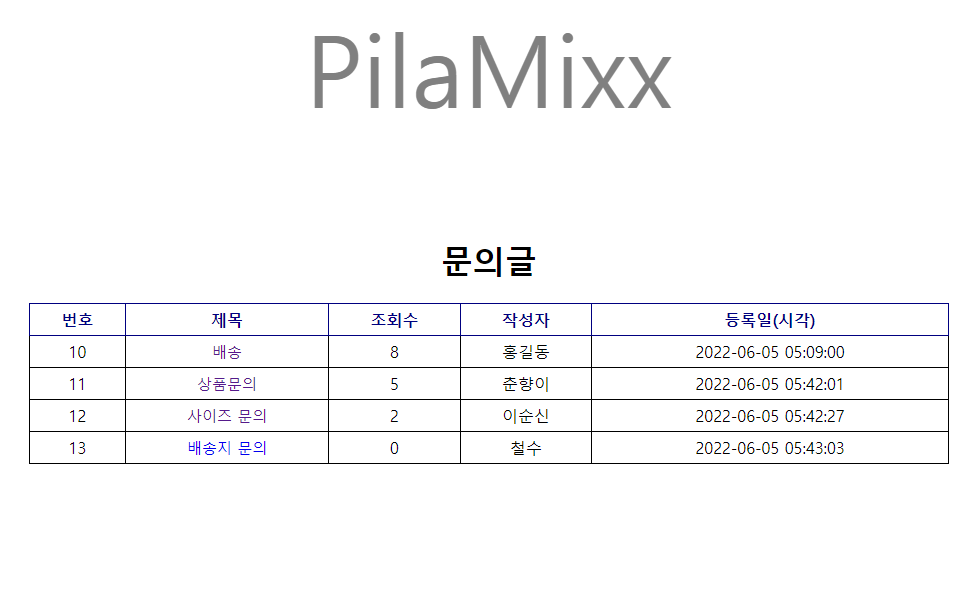 PilaMixx
문의글
번호 제목 조회수 작성자 등록일(시각)
10 배송 8 홍길동 2022-06-05 05:09:00
11 상품문의 5 춘향이 2022-06-05 05:42:01
12 사이즈 문의 2 이순신 2022-06-05 05:42:27
13 배송지 문의 0 철수 2022-06-05 05:43:03